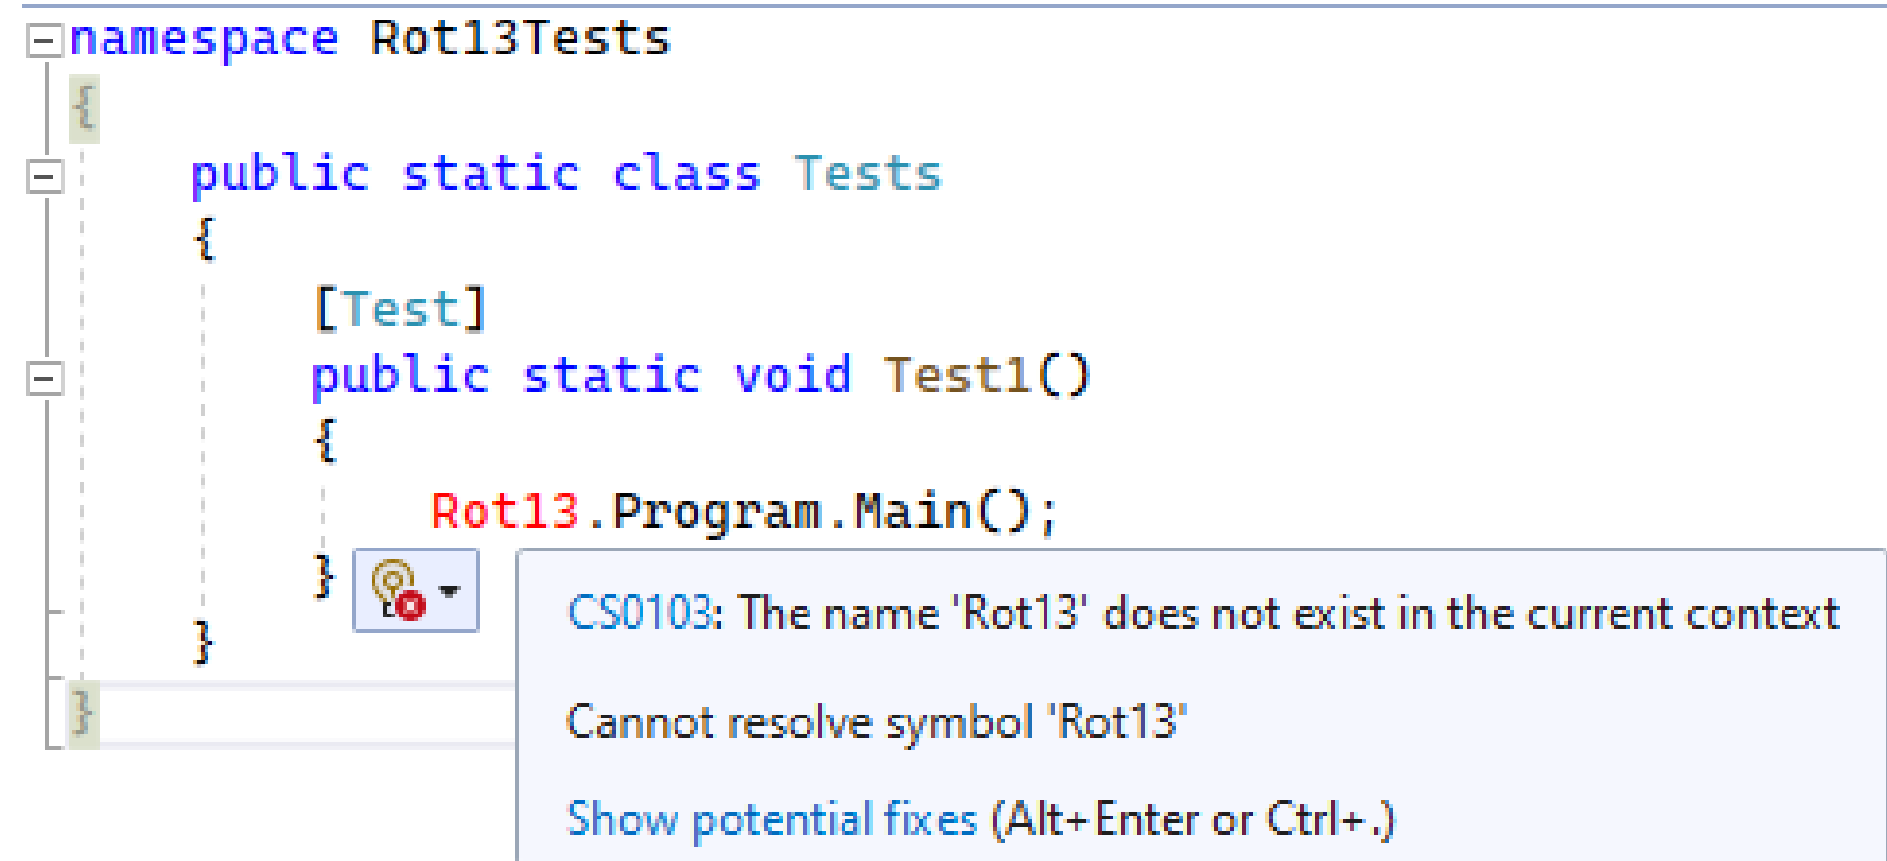 namespace Rot13Tests
{
public static class Tests
{
[Test]
public static void Test1()
{
Rot13.Program.Main();
}
}
}
CS0103: The name 'Rot13' does not exist in the current context
Cannot resolve symbol 'Rot13'
Show potential fixes (Alt+Enter or Ctrl+.)